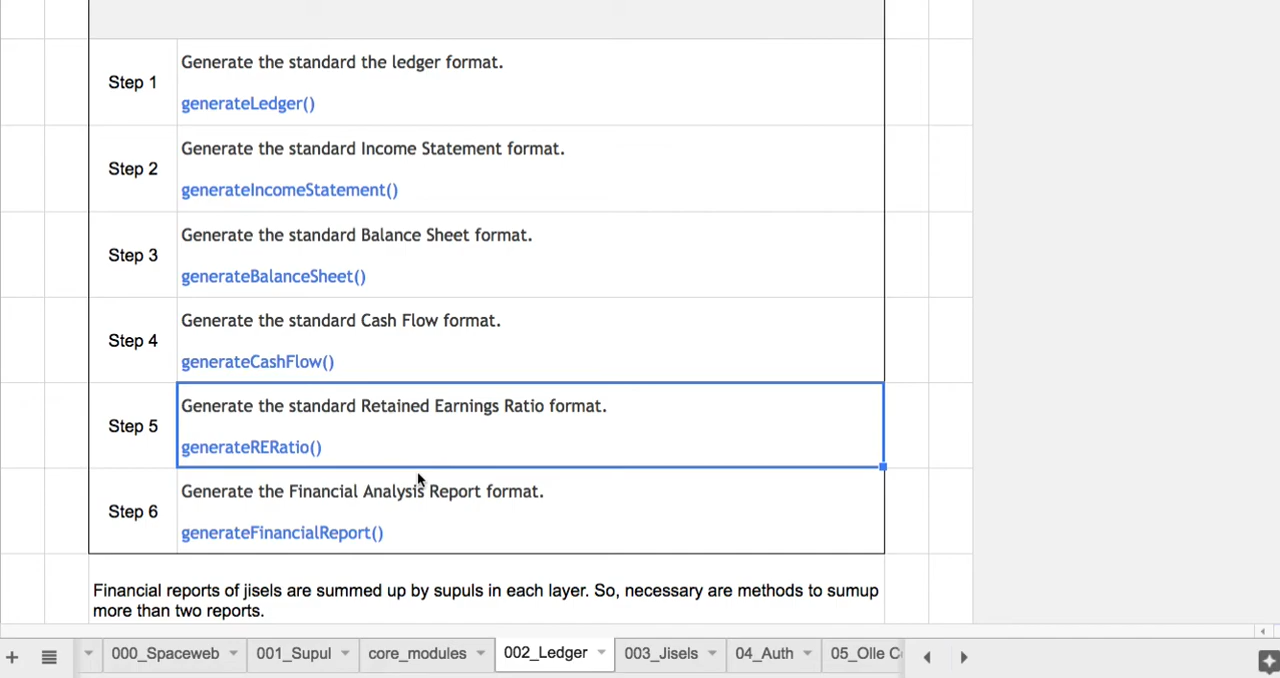 Step 1
Generate the standard the ledger format.
generateLedger()
Step 2
Generate the standard Income Statement format.
generateIncomeStatement()
Step 3
Generate the standard Balance Sheet format.
generateBalanceSheet()
Step 4
Generate the standard Cash Flow format.
generateCashFlow()
Step 5
Generate the standard Retained Earnings Ratio format.
generateRERatio()
Step 6
Generate the Financial Analysis Report format.
generateFinancialReport()
Financial reports of jisels are summed up by supuls in each layer. So, necessary are methods to sumup
more than two reports.
000_Spaceweb 001_Supul core_modules 002_Ledger 003_Jisels 04_Auth 05_Olle